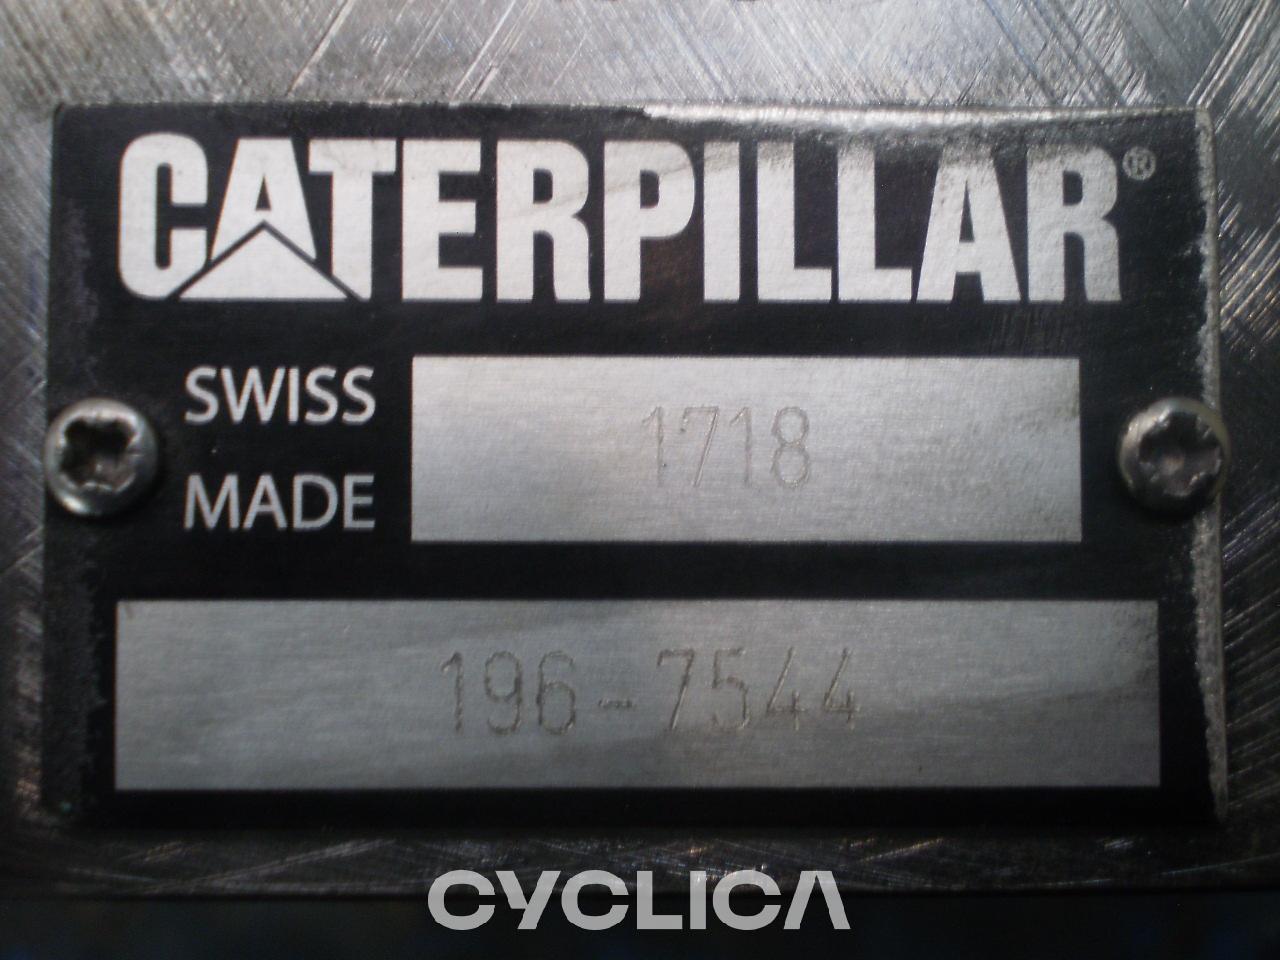 CATERPILLAR®
SWISS
MADE
1718
196-7544
CYCLICA